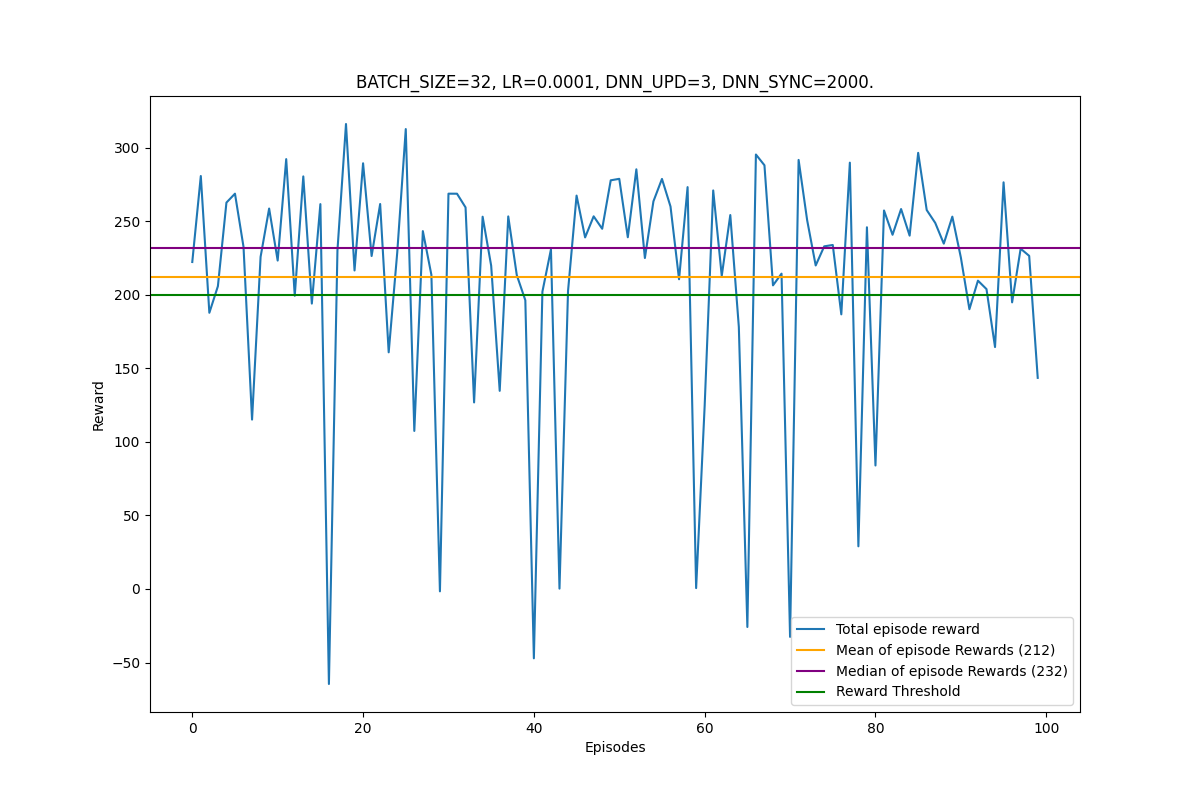 BATCH_SIZE=32, LR=0.0001, DNN_UPD=3, DNN_SYNC=2000.
300
250
200
150
100
50
0
−50
Reward
0 20 40 60 80 100
Episodes
Total episode reward
Mean of episode Rewards (212)
Median of episode Rewards (232)
Reward Threshold